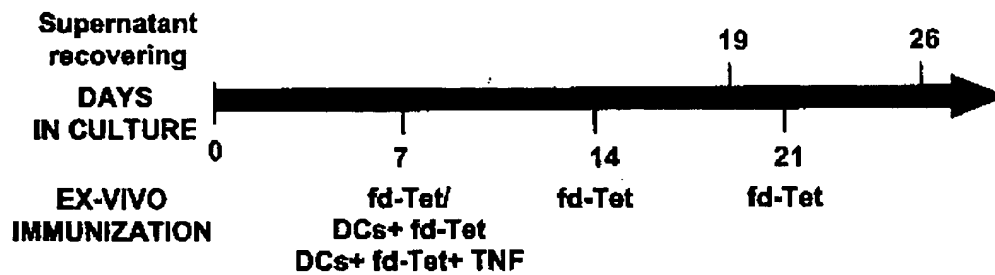 Supernatant
recovering
19 26
DAYS
IN CULTURE
0 7 14 21
EX-VIVO
IMMUNIZATION
fd-Tet/ fd-Tet fd-Tet
DCs+ fd-Tet
DCs+ fd-Tet+ TNF